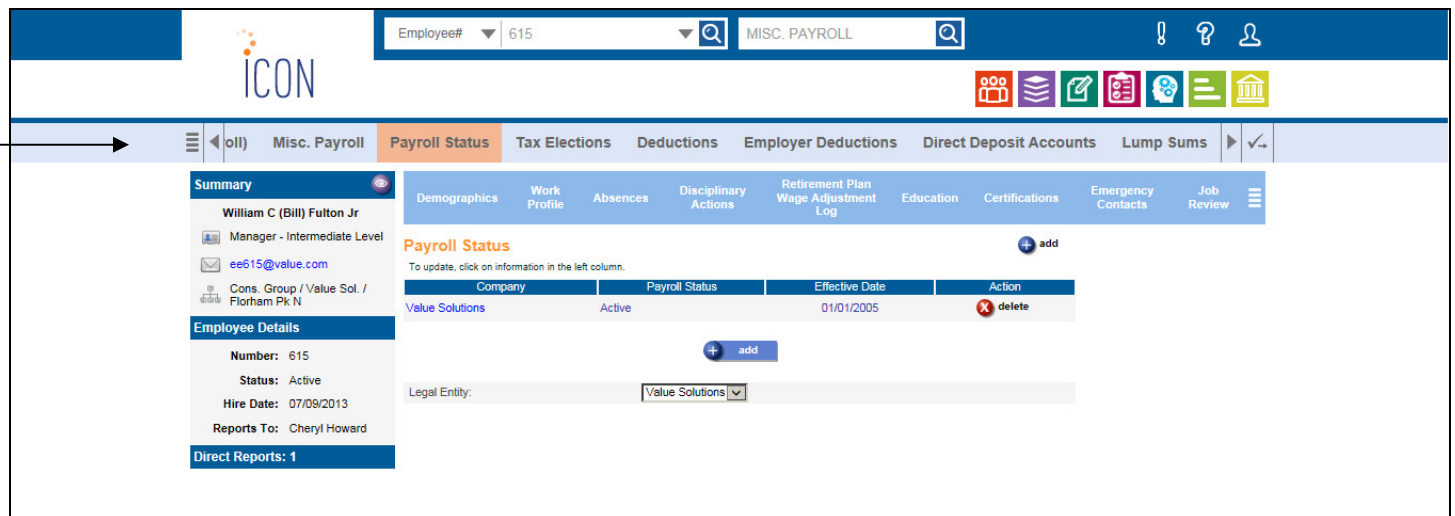 Employee# 615 MISC. PAYROLL
iCON
oll) Misc. Payroll Payroll Status Tax Elections Deductions Employer Deductions Direct Deposit Accounts Lump Sums
Summary
William C (Bill) Fulton Jr
Manager - Intermediate Level
ee615@value.com
Cons. Group / Value Sol. /
Florham Pk N
Employee Details
Number: 615
Status: Active
Hire Date: 07/09/2013
Reports To: Cheryl Howard
Direct Reports: 1
Demographics
Work
Profile
Absences
Disciplinary
Actions
Retirement Plan
Wage Adjustment
Log
Education
Certifications
Emergency
Contacts
Job
Review
Payroll Status
add
To update, click on information in the left column.
Company Payroll Status Effective Date Action
Value Solutions Active 01/01/2005 delete
add
Legal Entity: Value Solutions